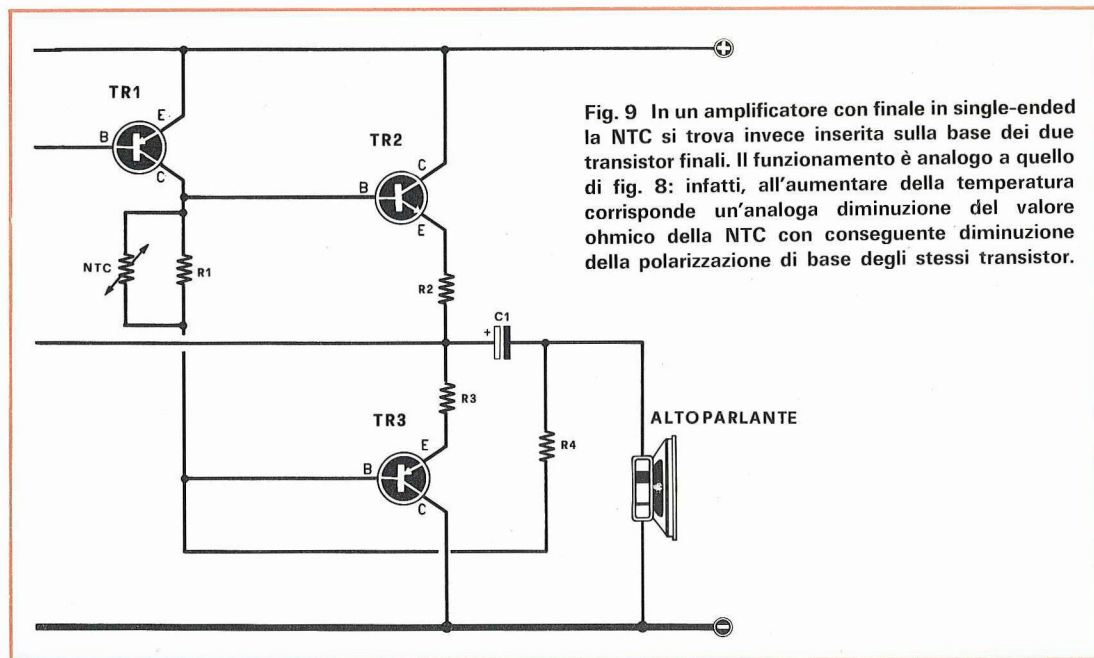 TR1
E
B
C
TR2
C
B
E
NTC
R1
R2
C1
+
R3
TR3
E
B
C
R4
ALTOPARLANTE
+
−
Fig. 9 In un amplificatore con finale in single-ended
la NTC si trova invece inserita sulla base dei due
transistor finali. Il funzionamento è analogo a quello
di fig. 8: infatti, all'aumentare della temperatura
corrisponde un'analoga diminuzione del valore
ohmico della NTC con conseguente diminuzione
della polarizzazione di base degli stessi transistor.